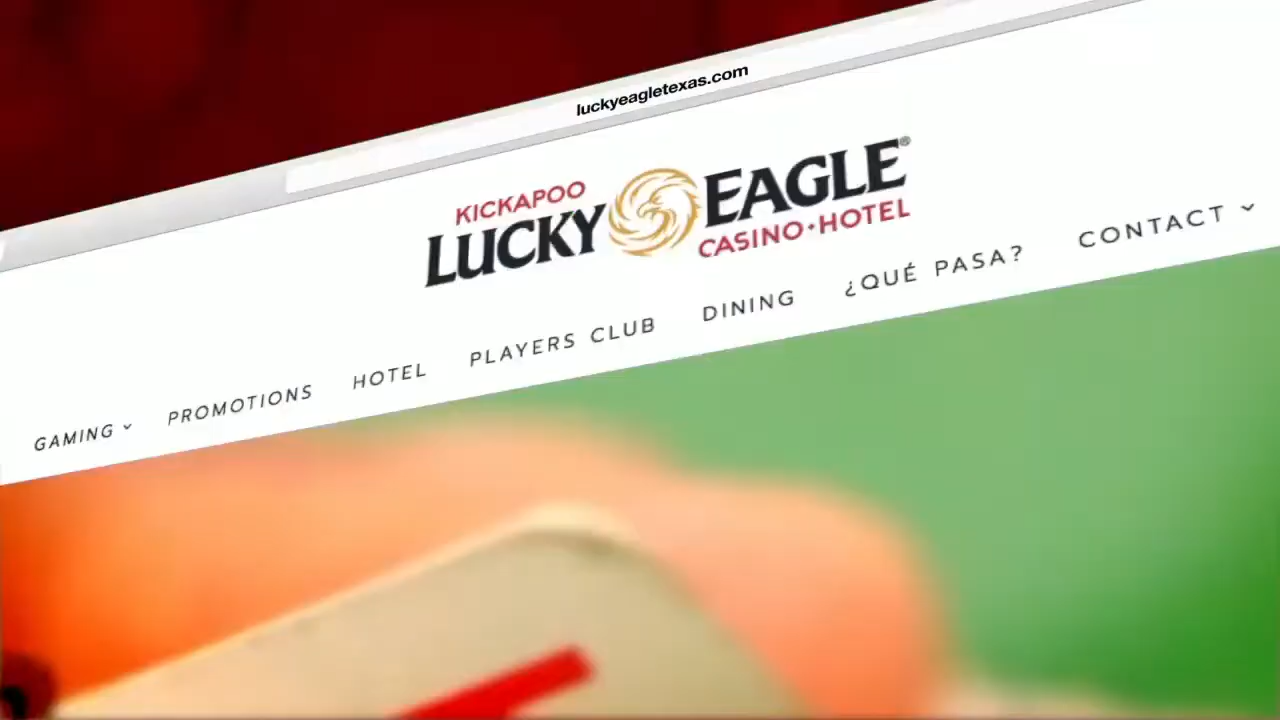 luckyeagletexas.com
KICKAPOO
LUCKY EAGLE®
CASINO·HOTEL
GAMING PROMOTIONS HOTEL PLAYERS CLUB DINING ¿QUÉ PASA? CONTACT